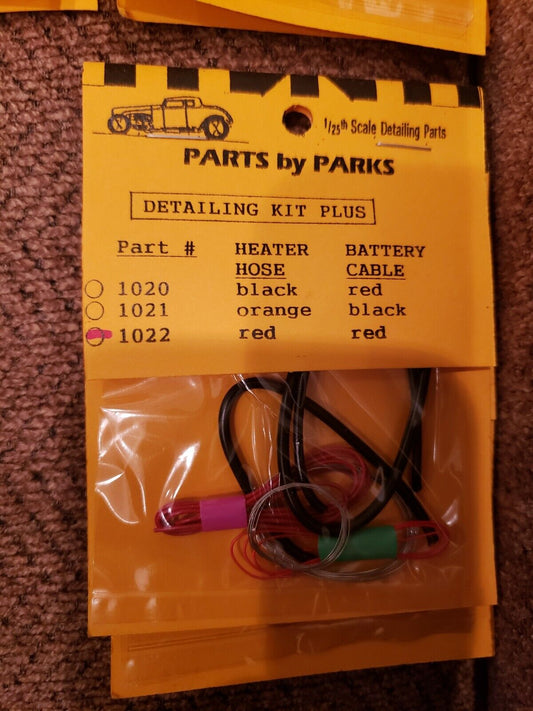 1/25th Scale Detailing Parts
PARTS by PARKS
DETAILING KIT PLUS
Part # HEATER BATTERY
HOSE CABLE
1020 black red
1021 orange black
1022 red red